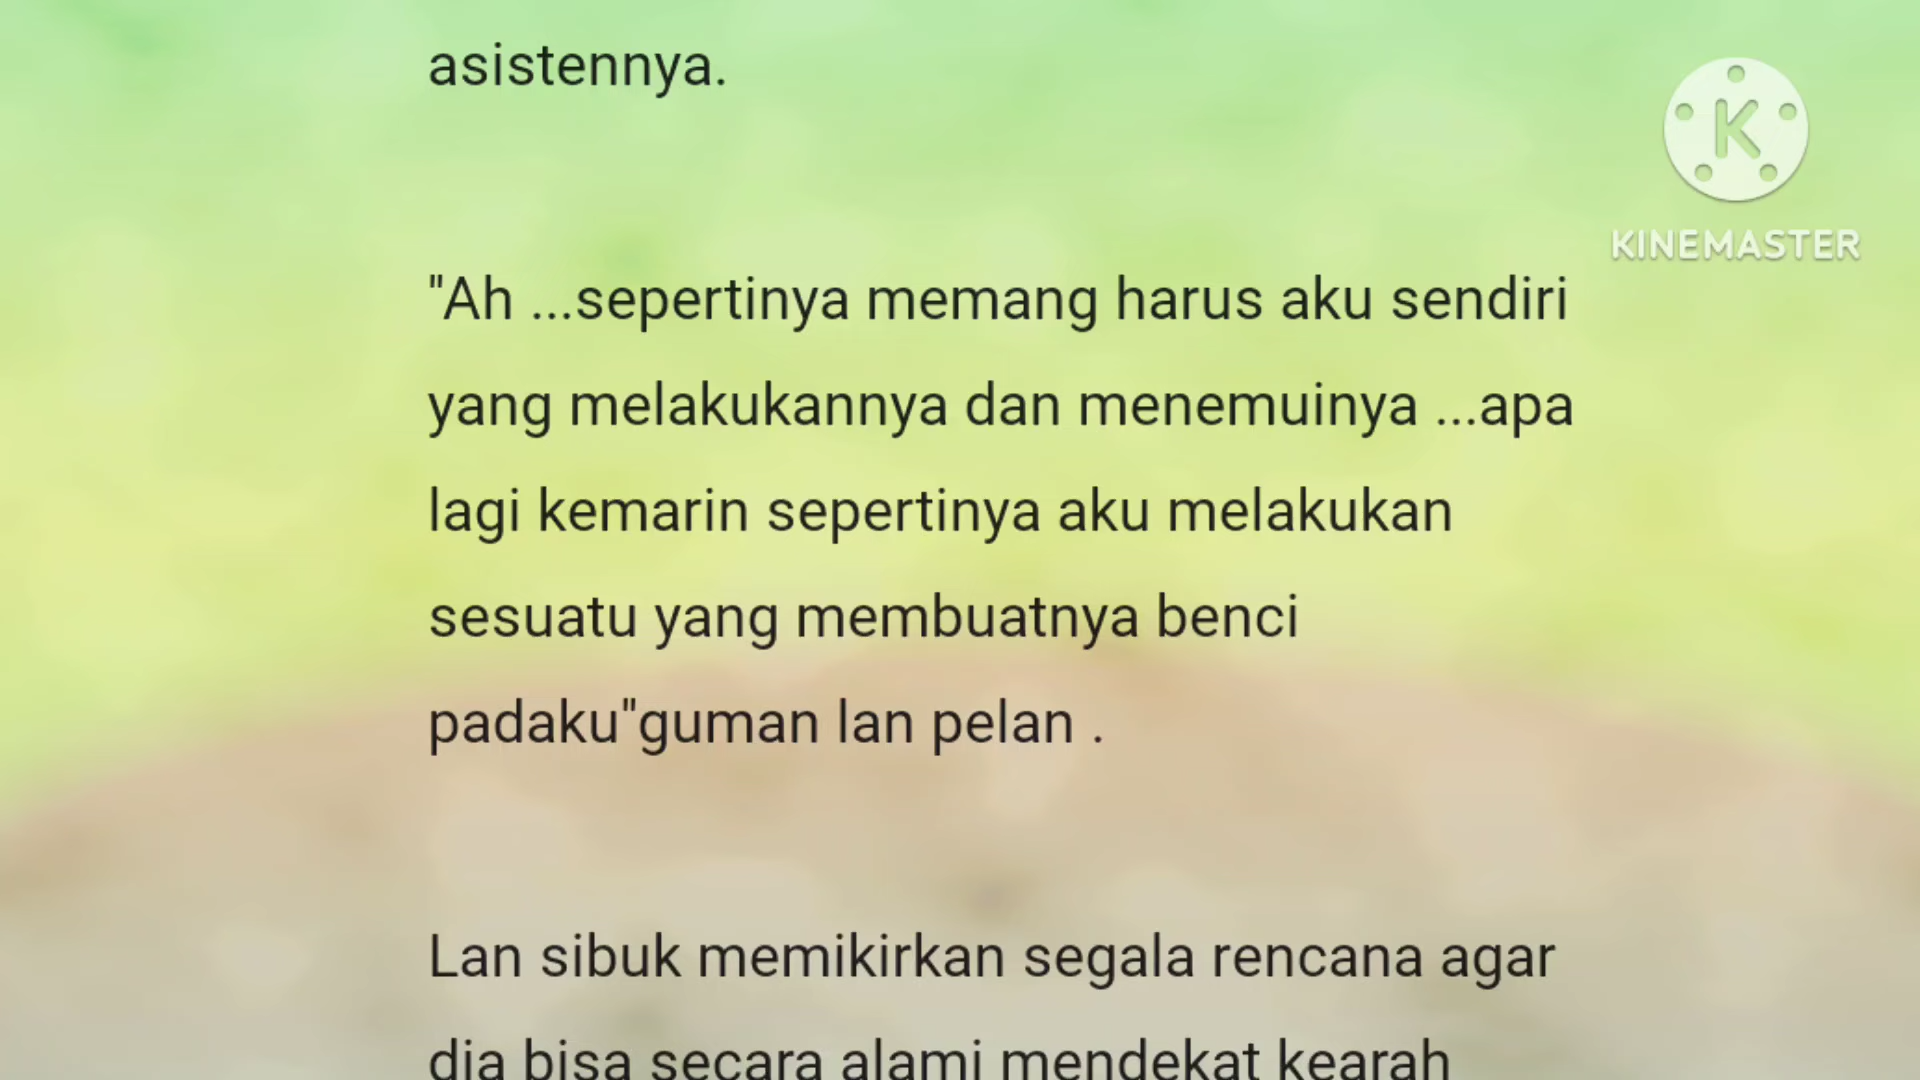 asistennya.
"Ah ...sepertinya memang harus aku sendiri
yang melakukannya dan menemuinya ...apa
lagi kemarin sepertinya aku melakukan
sesuatu yang membuatnya benci
padaku"guman lan pelan .
Lan sibuk memikirkan segala rencana agar
dia bisa secara alami mendekat kearah
K
KINEMASTER